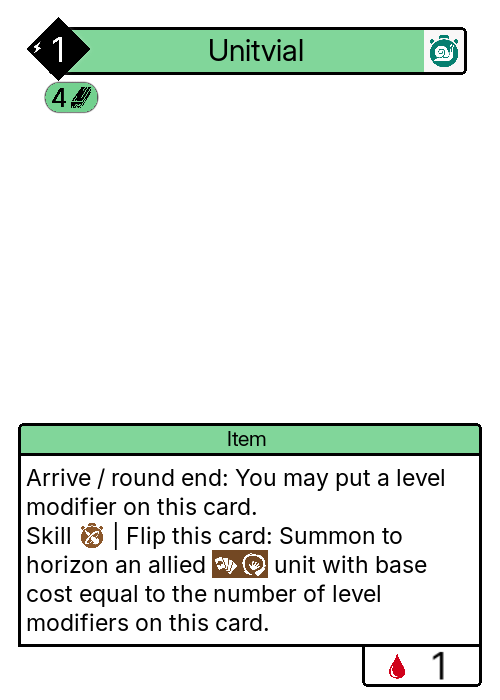 1 Unitvial
4
Item
Arrive / round end: You may put a level
modifier on this card.
Skill | Flip this card: Summon to
horizon an allied unit with base
cost equal to the number of level
modifiers on this card.
1